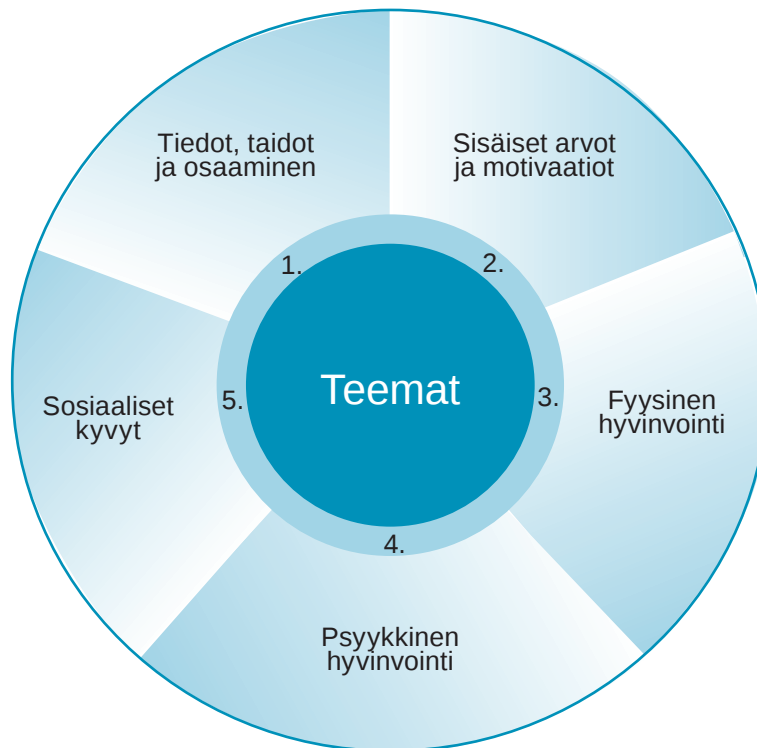 Tiedot, taidot
ja osaaminen
Sisäiset arvot
ja motivaatiot
1.
2.
Teemat
Sosiaaliset
kyvyt
5.
3.
Fyysinen
hyvinvointi
4.
Psyykkinen
hyvinvointi